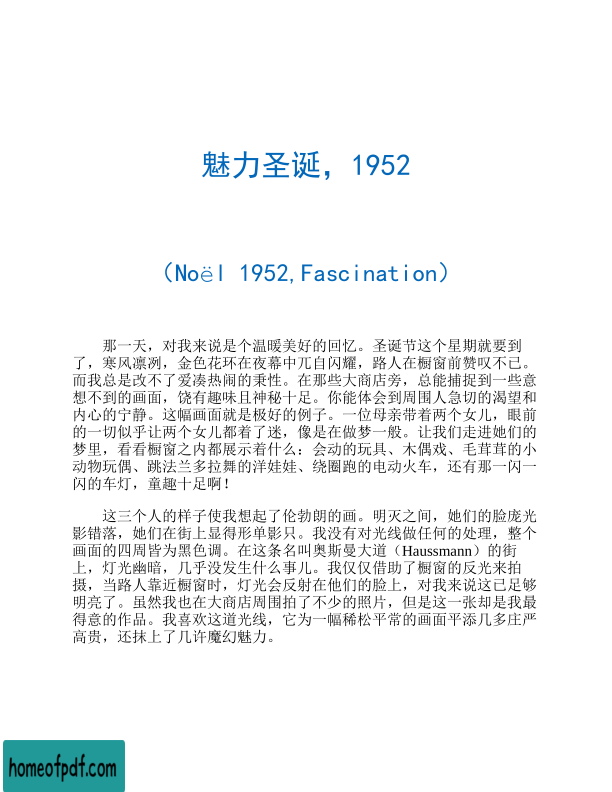 魅力圣诞，1952
（Noёl 1952,Fascination）
那一天，对我来说是个温暖美好的回忆。圣诞节这个星期就要到
了，寒风凛冽，金色花环在夜幕中兀自闪耀，路人在橱窗前赞叹不已。
而我总是改不了爱凑热闹的秉性。在那些大商店旁，总能捕捉到一些意
想不到的画面，饶有趣味且神秘十足。你能体会到周围人急切的渴望和
内心的宁静。这幅画面就是极好的例子。一位母亲带着两个女儿，眼前
的一切似乎让两个女儿都着了迷，像是在做梦一般。让我们走进她们的
梦里，看看橱窗之内都展示着什么：会动的玩具、木偶戏、毛茸茸的小
动物玩偶、跳法兰多拉舞的洋娃娃、绕圈跑的电动火车，还有那一闪一
闪的车灯，童趣十足啊！
这三个人的样子使我想起了伦勃朗的画。明灭之间，她们的脸庞光
影错落，她们在街上显得形单影只。我没有对光线做任何的处理，整个
画面的四周皆为黑色调。在这条名叫奥斯曼大道（Haussmann）的街
上，灯光幽暗，几乎没发生什么事儿。我仅仅借助了橱窗的反光来拍
摄，当路人靠近橱窗时，灯光会反射在他们的脸上，对我来说这已足够
明亮了。虽然我也在大商店周围拍了不少的照片，但是这一张却是我最
得意的作品。我喜欢这道光线，它为一幅稀松平常的画面平添几多庄严
高贵，还抹上了几许魔幻魅力。
homeofpdf.com